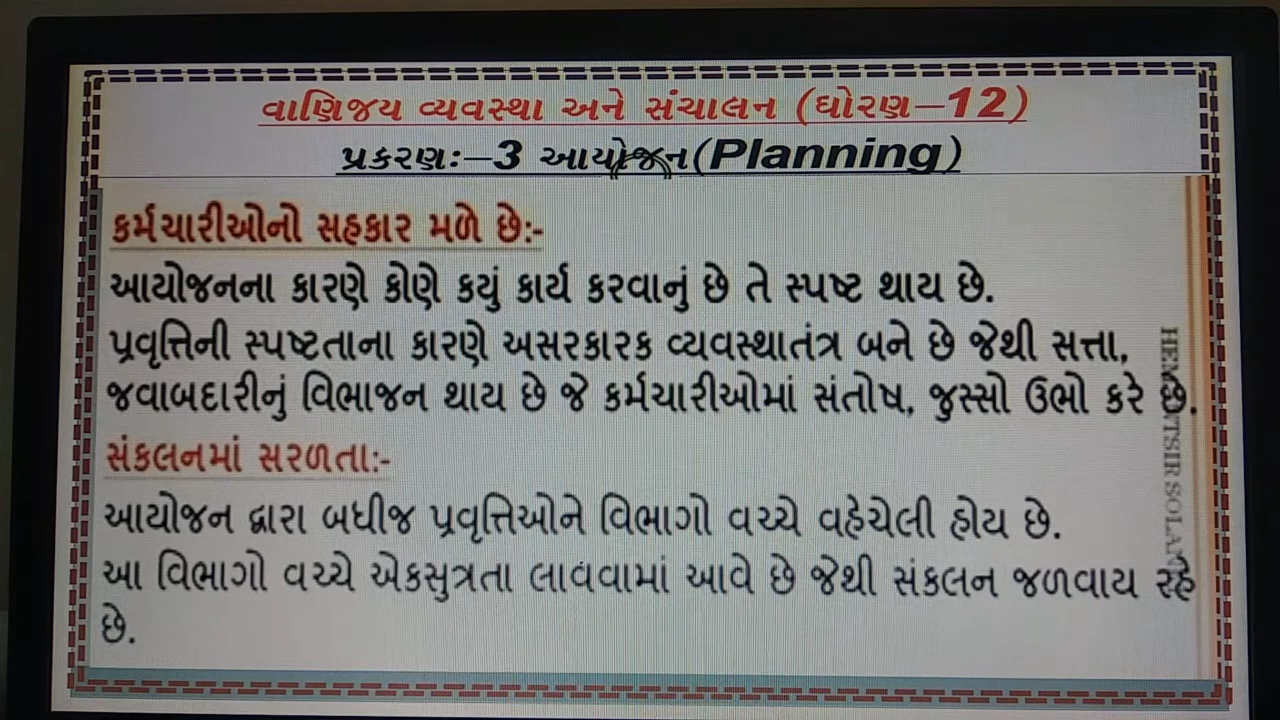 વાણિજય વ્યવસ્થા અને સંચાલન (ધોરણ–12)
પ્રકરણઃ–3 આયોજન(Planning)
કર્મચારીઓનો સહકાર મળે છે:-
આયોજનના કારણે કોણે કયું કાર્ય કરવાનું છે તે સ્પષ્ટ થાય છે.
પ્રવૃત્તિની સ્પષ્ટતાના કારણે અસરકારક વ્યવસ્થાતંત્ર બને છે જેથી સત્તા,
જવાબદારીનું વિભાજન થાય છે જે કર્મચારીઓમાં સંતોષ, જુસ્સો ઉભો કરે છે.
સંકલનમાં સરળતા:-
આયોજન દ્વારા બધીજ પ્રવૃત્તિઓને વિભાગો વચ્ચે વહેચેલી હોય છે.
આ વિભાગો વચ્ચે એકસુત્રતા લાવવામાં આવે છે જેથી સંકલન જળવાય રહે
છે.